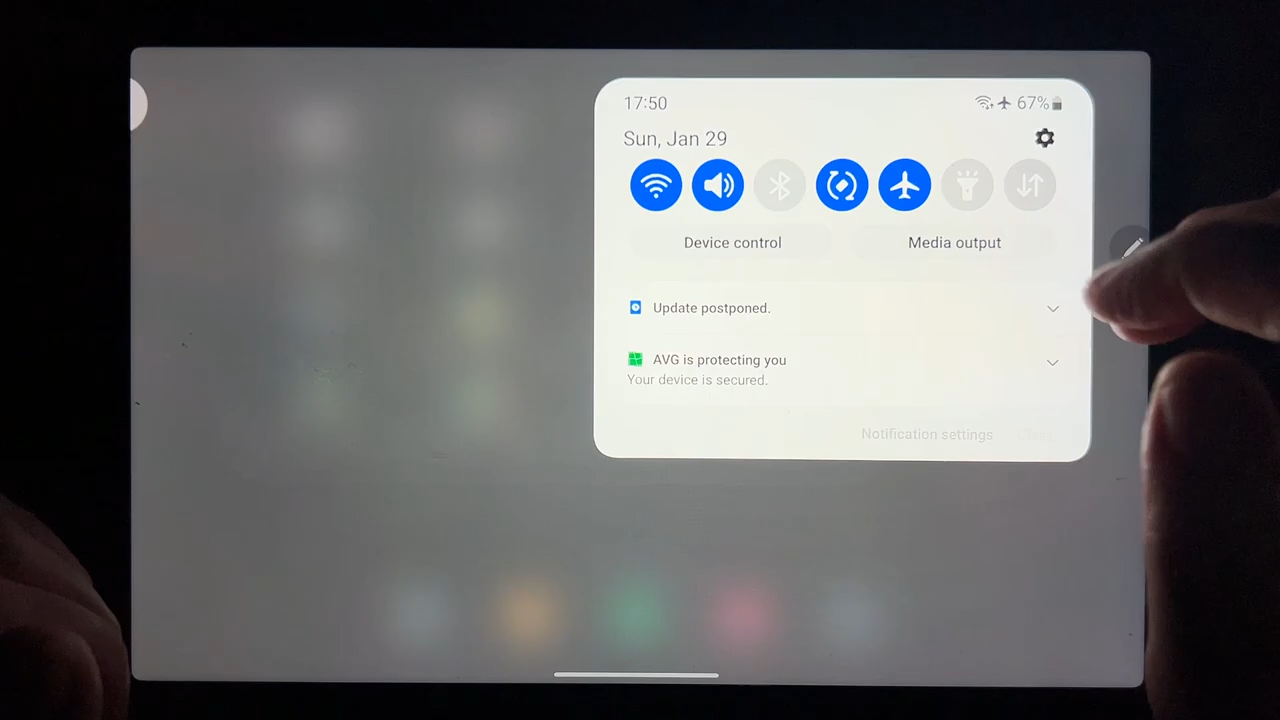 17:50
67%
Sun, Jan 29
Device control
Media output
Update postponed.
AVG is protecting you
Your device is secured.
Notification settings
Clear